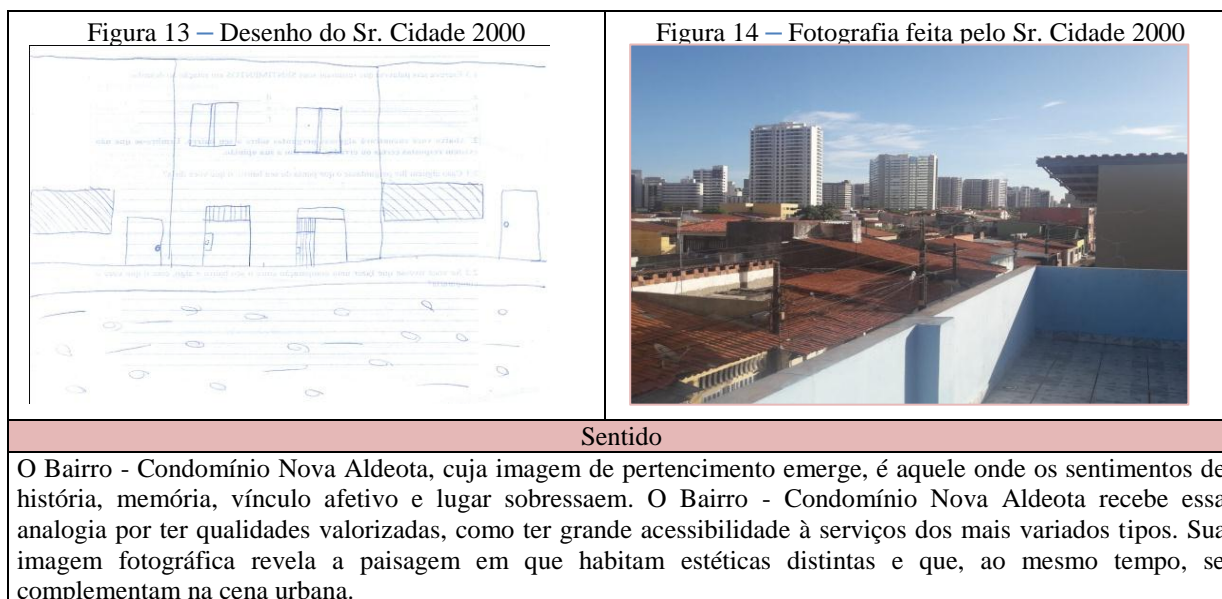 Figura 13 – Desenho do Sr. Cidade 2000
Figura 14 – Fotografia feita pelo Sr. Cidade 2000
Sentido
O Bairro - Condomínio Nova Aldeota, cuja imagem de pertencimento emerge, é aquele onde os sentimentos de
história, memória, vínculo afetivo e lugar sobressaem. O Bairro - Condomínio Nova Aldeota recebe essa
analogia por ter qualidades valorizadas, como ter grande acessibilidade à serviços dos mais variados tipos. Sua
imagem fotográfica revela a paisagem em que habitam estéticas distintas e que, ao mesmo tempo, se
complementam na cena urbana.